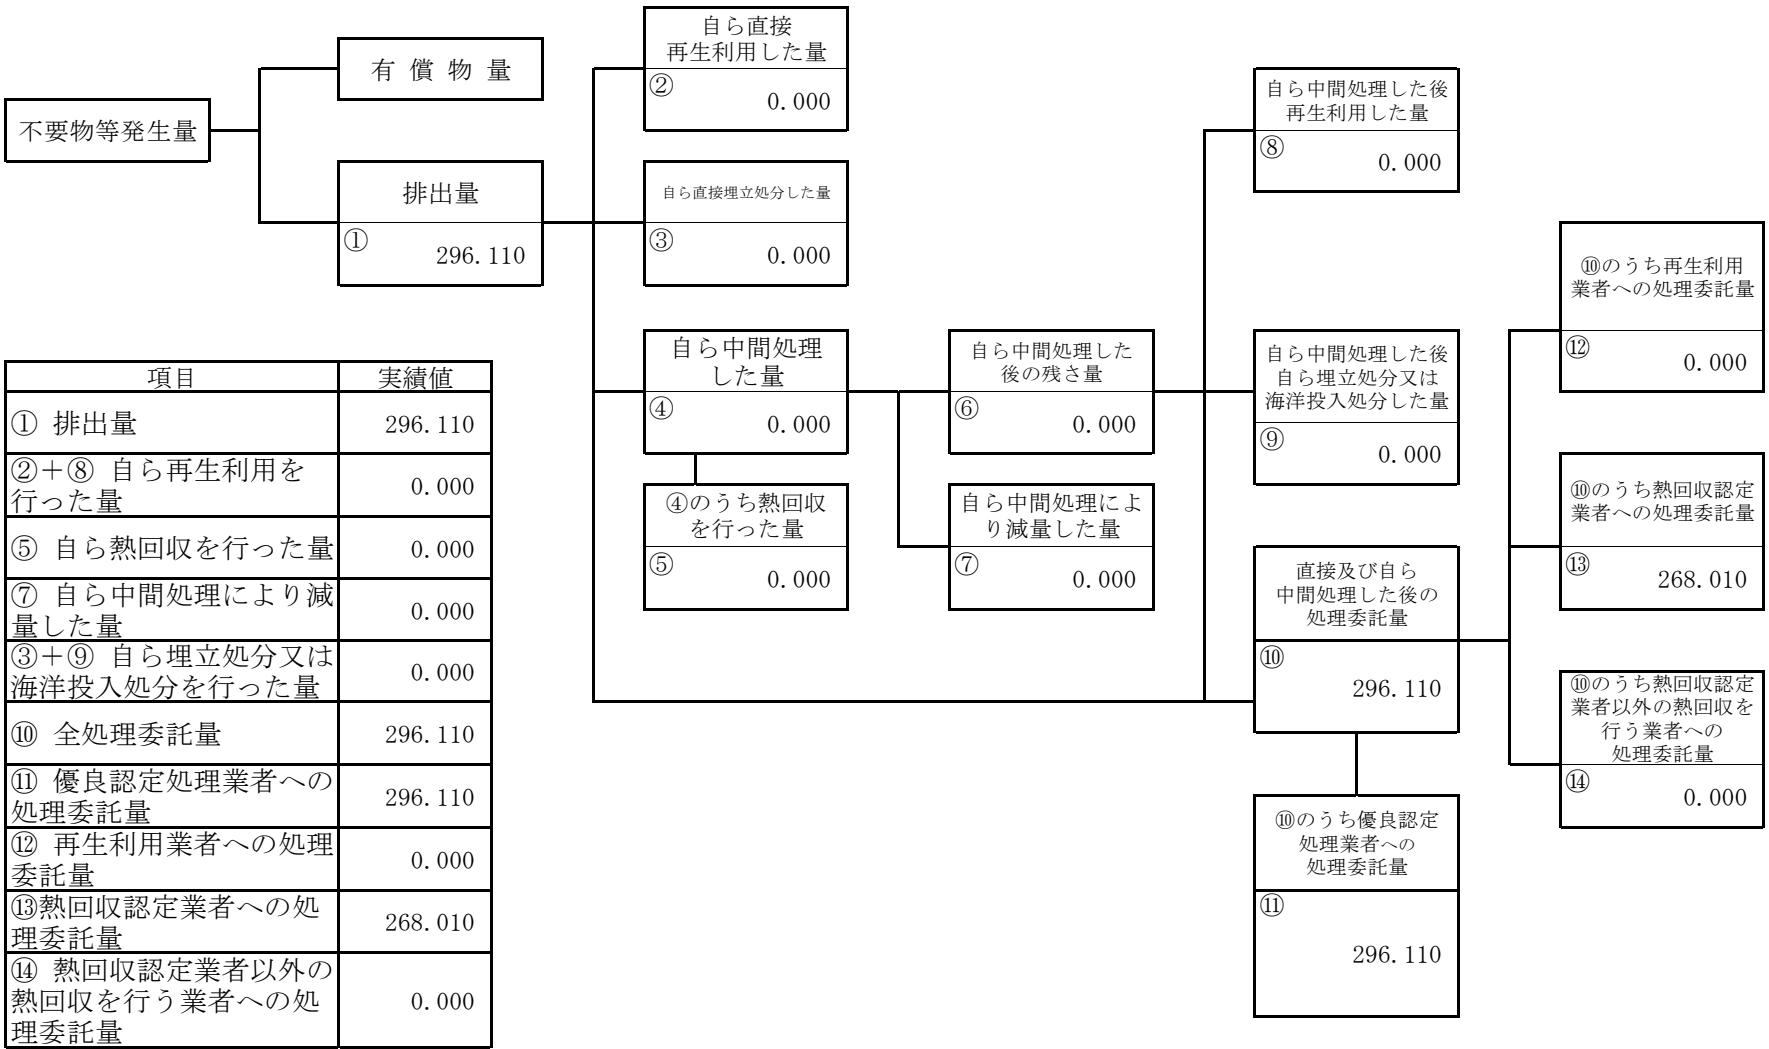 不要物等発生量
有 償 物 量
排出量
①
296.110
自ら直接
再生利用した量
②
0.000
自ら直接埋立処分した量
③
0.000
自ら中間処理
した量
④
0.000
④のうち熱回収
を行った量
⑤
0.000
自ら中間処理した
後の残さ量
⑥
0.000
自ら中間処理によ
り減量した量
⑦
0.000
自ら中間処理した後
再生利用した量
⑧
0.000
自ら中間処理した後
自ら埋立処分又は
海洋投入処分した量
⑨
0.000
直接及び自ら
中間処理した後の
処理委託量
⑩
296.110
⑩のうち優良認定
処理業者への
処理委託量
⑪
296.110
⑩のうち再生利用
業者への処理委託量
⑫
0.000
⑩のうち熱回収認定
業者への処理委託量
⑬
268.010
⑩のうち熱回収認定
業者以外の熱回収を
行う業者への
処理委託量
⑭
0.000
項目 実績値
① 排出量 296.110
②＋⑧ 自ら再生利用を
行った量 0.000
⑤ 自ら熱回収を行った量 0.000
⑦ 自ら中間処理により減
量した量 0.000
③＋⑨ 自ら埋立処分又は
海洋投入処分を行った量 0.000
⑩ 全処理委託量 296.110
⑪ 優良認定処理業者への
処理委託量 296.110
⑫ 再生利用業者への処理
委託量 0.000
⑬熱回収認定業者への処
理委託量 268.010
⑭ 熱回収認定業者以外の
熱回収を行う業者への処
理委託量 0.000